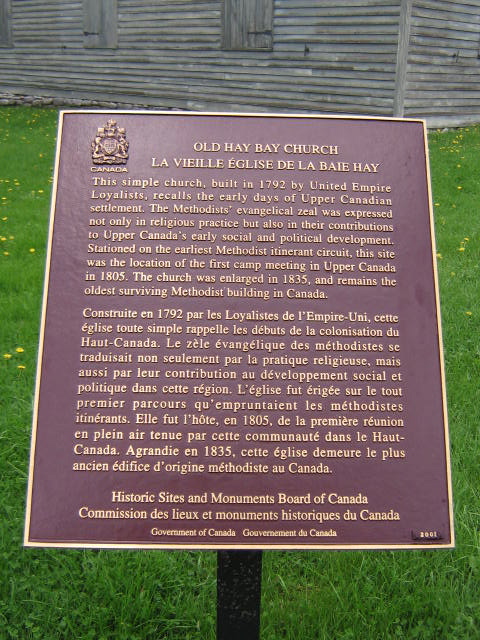 CANADA
OLD HAY BAY CHURCH
LA VIEILLE ÉGLISE DE LA BAIE HAY
This simple church, built in 1792 by United Empire
Loyalists, recalls the early days of Upper Canadian
settlement. The Methodists' evangelical zeal was expressed
not only in religious practice but also in their contributions
to Upper Canada's early social and political development.
Stationed on the earliest Methodist itinerant circuit, this site
was the location of the first camp meeting in Upper Canada
in 1805. The church was enlarged in 1835, and remains the
oldest surviving Methodist building in Canada.
Construite en 1792 par les Loyalistes de l'Empire-Uni, cette
église toute simple rappelle les débuts de la colonisation du
Haut-Canada. Le zèle évangélique des méthodistes se
traduisait non seulement par la pratique religieuse, mais
aussi par leur contribution au développement social et
politique dans cette région. L'église fut érigée sur le tout
premier parcours qu'empruntaient les méthodistes
itinérants. Elle fut l'hôte, en 1805, de la première réunion
en plein air tenue par cette communauté dans le Haut-
Canada. Agrandie en 1835, cette église demeure le plus
ancien édifice d'origine méthodiste au Canada.
Historic Sites and Monuments Board of Canada
Commission des lieux et monuments historiques du Canada
Government of Canada Gouvernement du Canada
2001